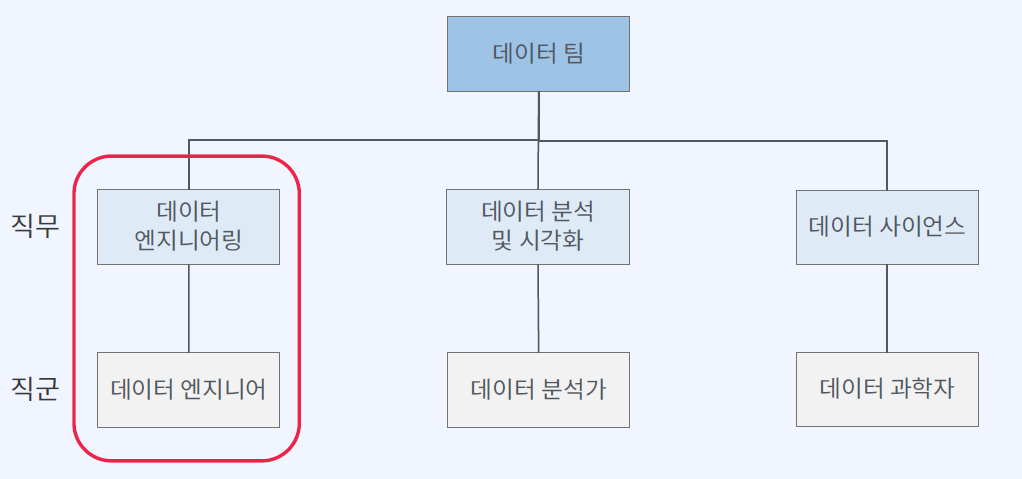 데이터 팀
직무
데이터
엔지니어링
데이터 분석
및 시각화
데이터 사이언스
직군
데이터 엔지니어
데이터 분석가
데이터 과학자